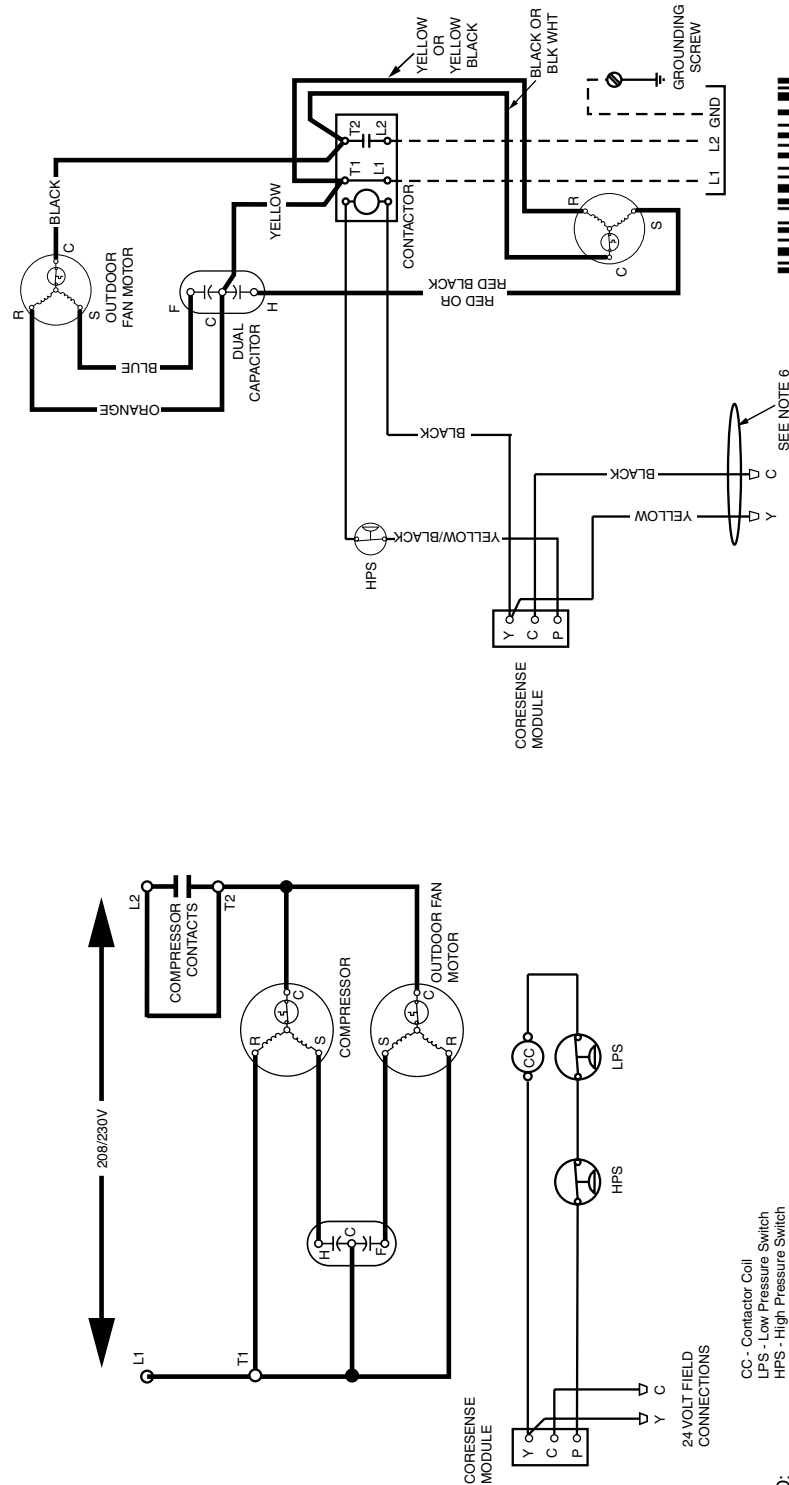 R
S
C
OUTDOOR
FAN MOTOR
BLACK
ORANGE
BLUE
F
C
H
DUAL
CAPACITOR
YELLOW
T1
T2
L1
L2
CONTACTOR
YELLOW
OR
YELLOW
BLACK
BLACK OR
BLK WHT
GROUNDING
SCREW
L1
L2
GND
R
S
C
RED OR
RED BLACK
HPS
YELLOW/BLACK
BLACK
BLACK
YELLOW
Y
C
P
CORESENSE
MODULE
Y
C
SEE NOTE 6
208/230V
L1
L2
T1
T2
COMPRESSOR
CONTACTS
R
S
C
COMPRESSOR
H
C
F
S
R
C
OUTDOOR FAN
MOTOR
CORESENSE
MODULE
Y
C
P
CC
HPS
LPS
Y
C
24 VOLT FIELD
CONNECTIONS
CC - Contactor Coil
LPS - Low Pressure Switch
HPS - High Pressure Switch